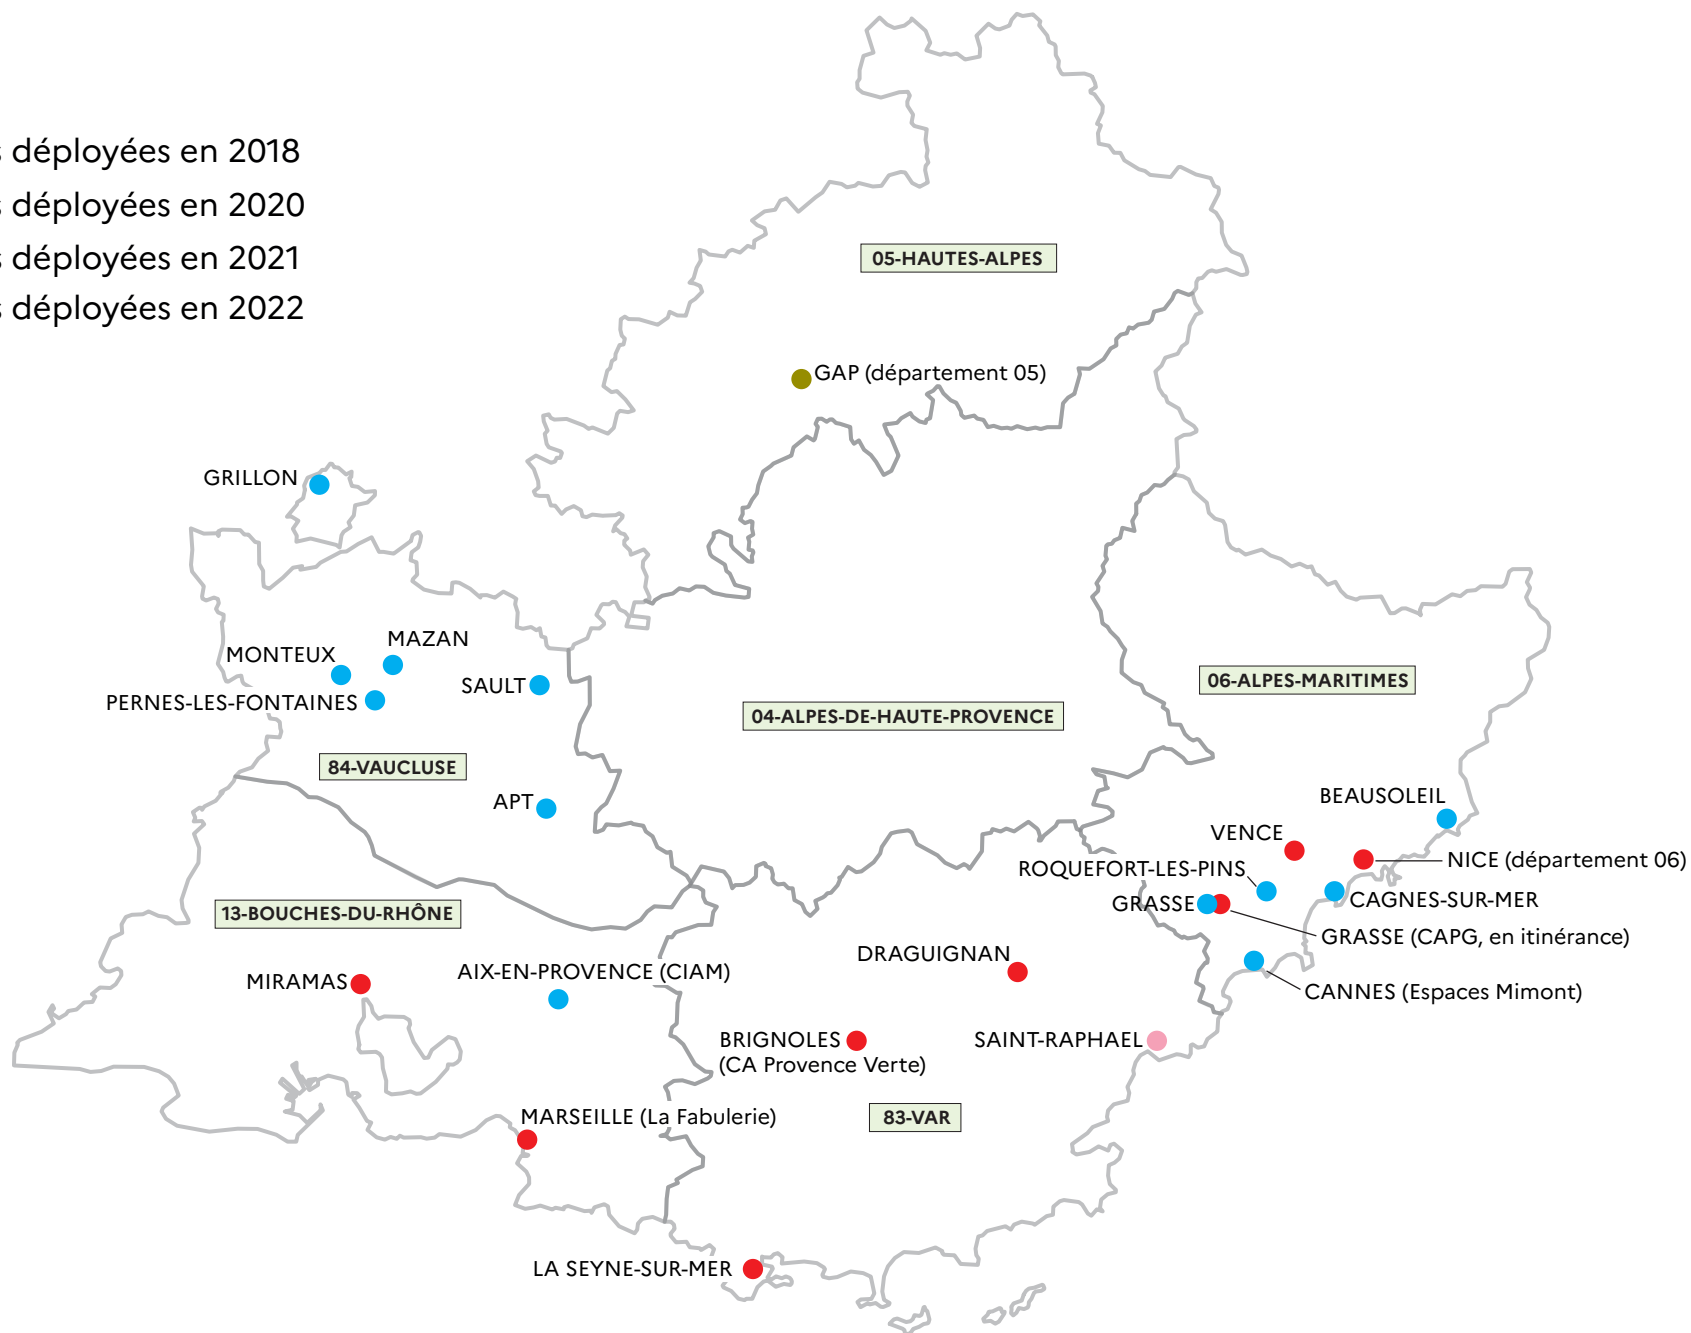 déployées en 2018
déployées en 2020
déployées en 2021
déployées en 2022
05-HAUTES-ALPES
GAP (département 05)
GRILLON
MAZAN
MONTEUX
SAULT
PERNES-LES-FONTAINES
06-ALPES-MARITIMES
04-ALPES-DE-HAUTE-PROVENCE
84-VAUCLUSE
APT
BEAUSOLEIL
VENCE
NICE (département 06)
ROQUEFORT-LES-PINS
CAGNES-SUR-MER
GRASSE
13-BOUCHES-DU-RHÔNE
GRASSE (CAPG, en itinérance)
DRAGUIGNAN
AIX-EN-PROVENCE (CIAM)
MIRAMAS
CANNES (Espaces Mimont)
BRIGNOLES
(CA Provence Verte)
SAINT-RAPHAEL
MARSEILLE (La Fabulerie)
83-VAR
LA SEYNE-SUR-MER